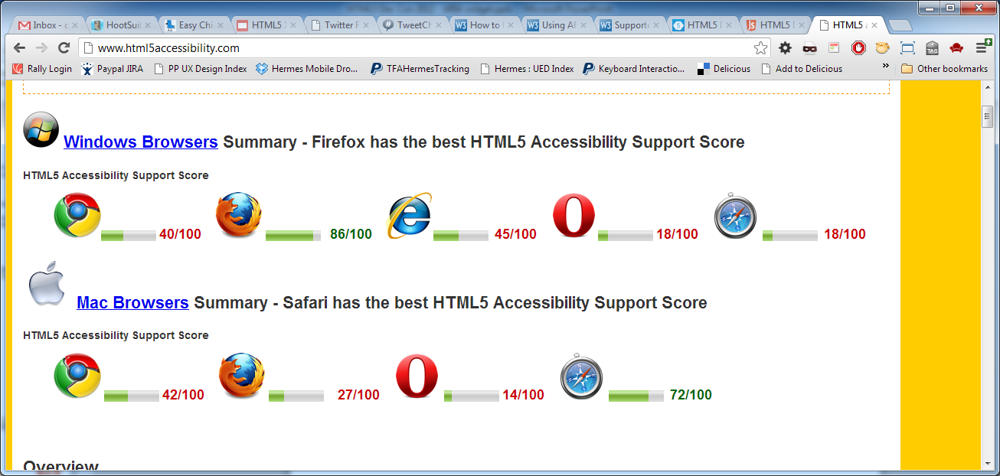 Inbox - c HootSuit Easy Chi HTML5 X Twitter F TweetCh How to Using AF Supporte HTML5 HTML5 HTML5 a
www.html5accessibility.com
Rally Login Paypal JIRA PP UX Design Index Hermes Mobile Dro... TFAHermesTracking Hermes : UED Index Keyboard Interactio... Delicious Add to Delicious » Other bookmarks
Windows Browsers Summary - Firefox has the best HTML5 Accessibility Support Score
HTML5 Accessibility Support Score
40/100 86/100 45/100 18/100 18/100
Mac Browsers Summary - Safari has the best HTML5 Accessibility Support Score
HTML5 Accessibility Support Score
42/100 27/100 14/100 72/100
Overview